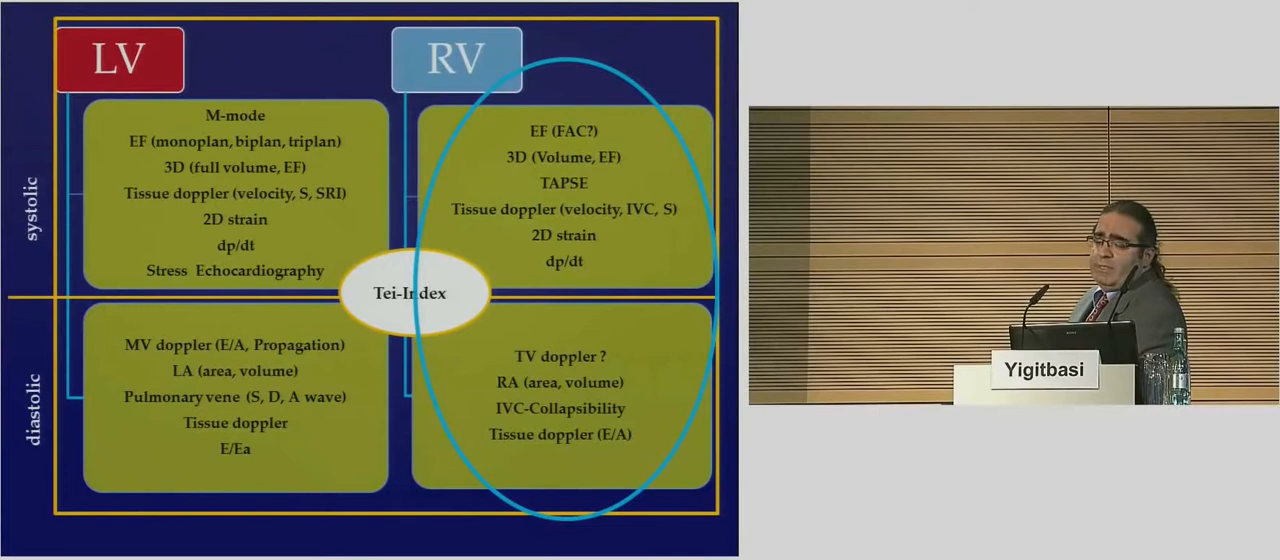 LV
RV
systolic
M-mode
EF (monoplan, biplan, triplan)
3D (full volume, EF)
Tissue doppler (velocity, S, SRI)
2D strain
dp/dt
Stress Echocardiography
EF (FAC?)
3D (Volume, EF)
TAPSE
Tissue doppler (velocity, IVC, S)
2D strain
dp/dt
Tei-Index
diastolic
MV doppler (E/A, Propagation)
LA (area, volume)
Pulmonary vene (S, D, A wave)
Tissue doppler
E/Ea
TV doppler ?
RA (area, volume)
IVC-Collapsibility
Tissue doppler (E/A)
Yigitbasi